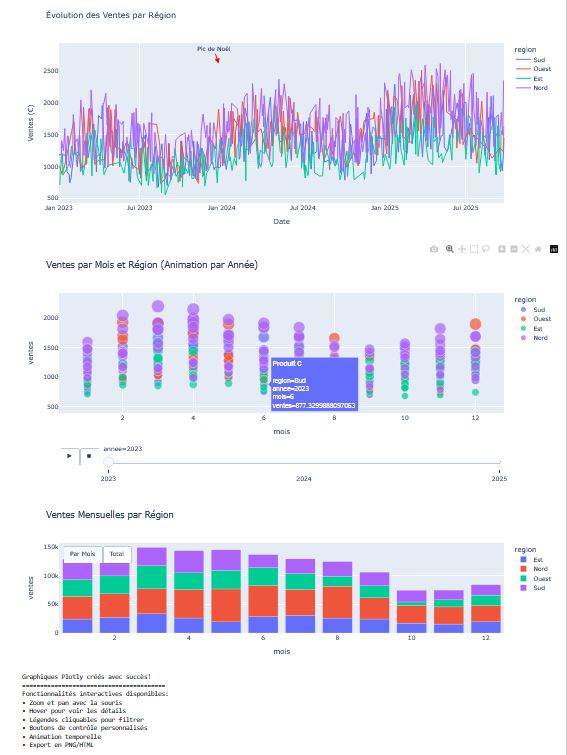 Évolution des Ventes par Région
Pic de Noël
region
Sud
Ouest
Est
Nord
Ventes (€)
2500
2000
1500
1000
500
Jan 2023
Jul 2023
Jan 2024
Jul 2024
Jan 2025
Jul 2025
Date
Ventes par Mois et Région (Animation par Année)
region
Sud
Ouest
Est
Nord
ventes
2000
1500
1000
500
Produit C
region=Sud
annee=2023
mois=6
ventes=877.3299888097063
2
4
6
8
10
12
mois
annee=2023
2023
2024
2025
Ventes Mensuelles par Région
Par Mois
Total
region
Est
Nord
Ouest
Sud
ventes
150k
100k
50k
0
2
4
6
8
10
12
mois
Graphiques Plotly créés avec succès!
========================================
Fonctionnalités interactives disponibles:
• Zoom et pan avec la souris
• Hover pour voir les détails
• Légendes cliquables pour filtrer
• Boutons de contrôle personnalisés
• Animation temporelle
• Export en PNG/HTML